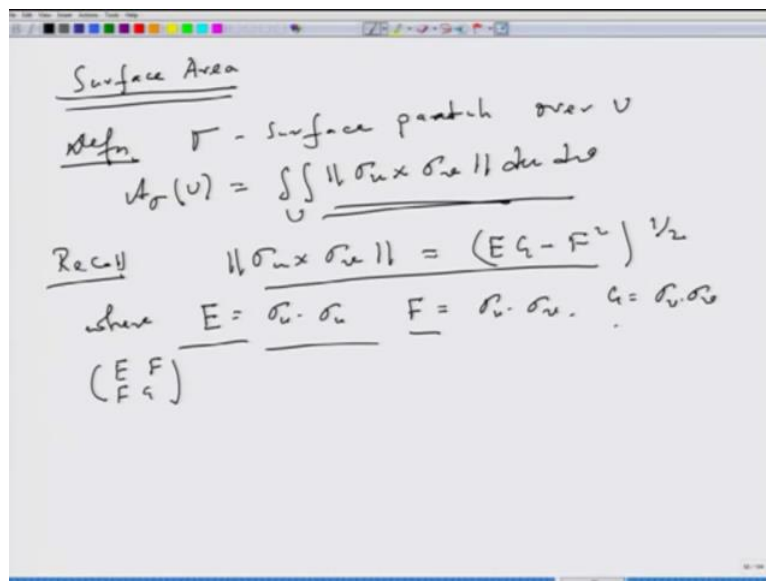 Surface Area
Defn. σ - Surface pantch over U
A_σ(U) = ∬_U ||σ_u × σ_v|| du dv
Recall ||σ_u × σ_v|| = (EG - F²)^{1/2}
where E = σ_u · σ_u F = σ_u · σ_v. G = σ_v · σ_v
(E F
F G)